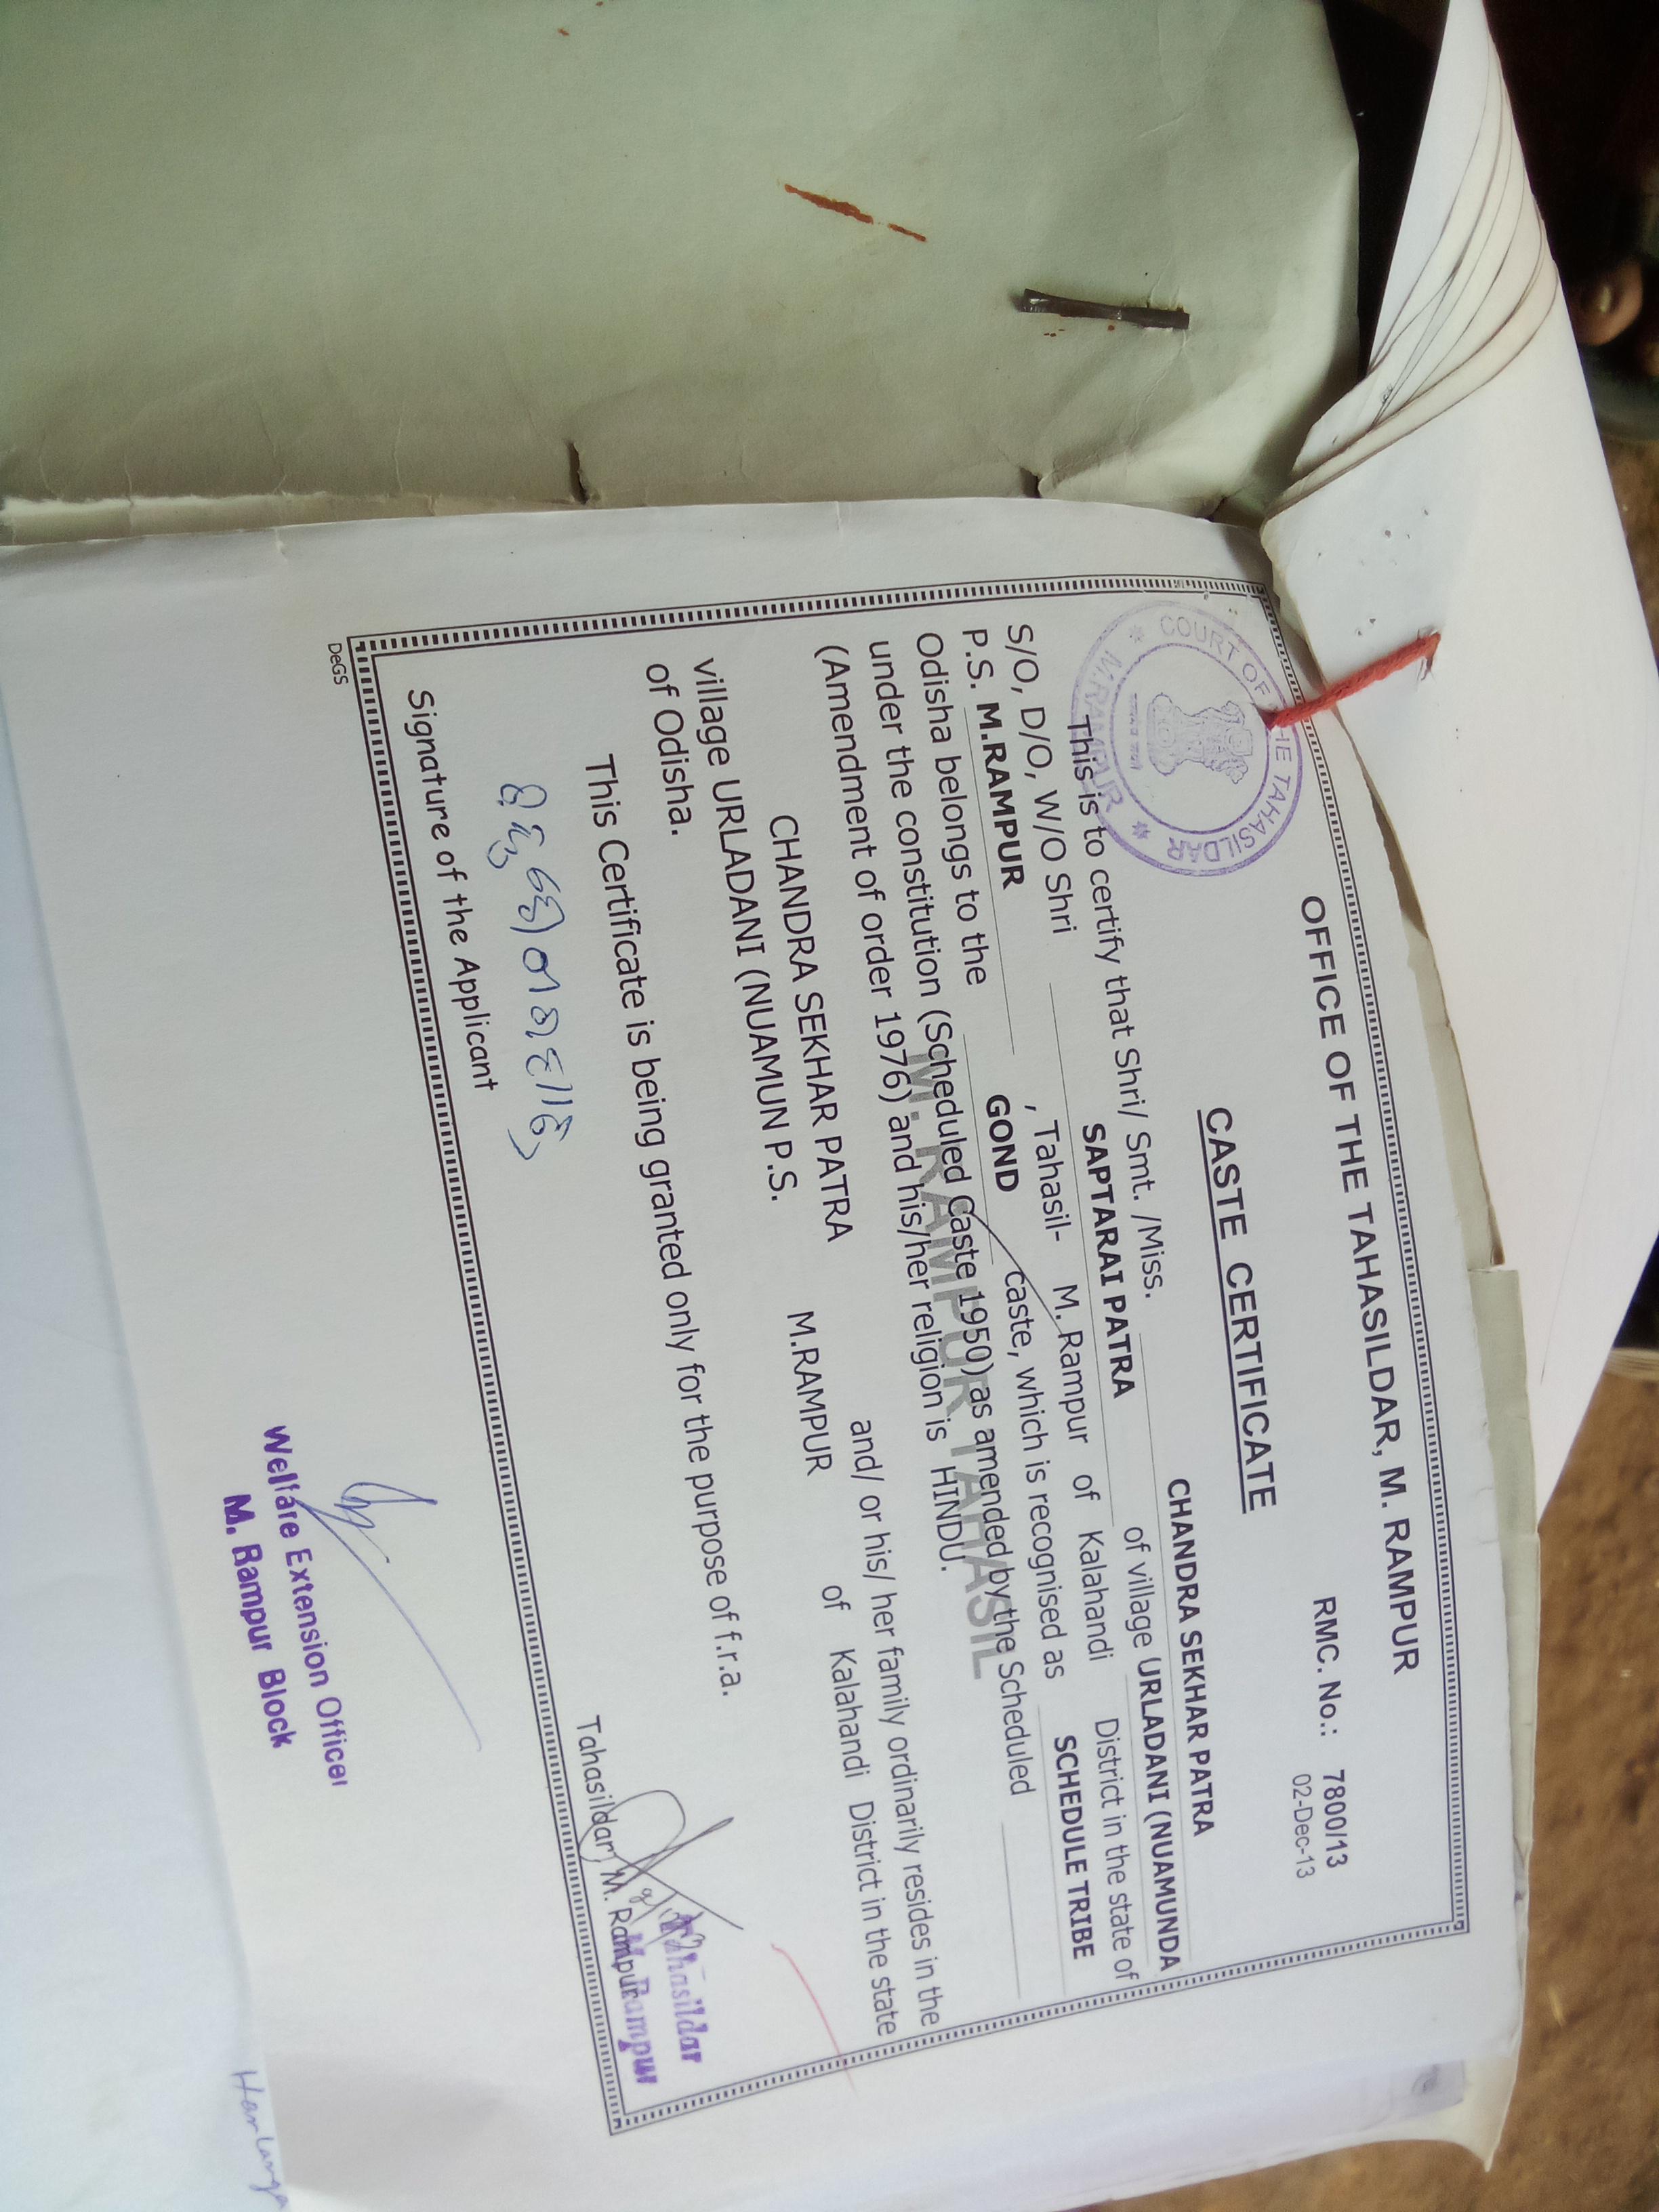 OFFICE OF THE TAHASILDAR, M. RAMPUR
RMC. No.: 7800/13
02-Dec-13
COURT OF THE TAHASILDAR
M.RAMPUR
CASTE CERTIFICATE
This is to certify that Shri/ Smt. /Miss. CHANDRA SEKHAR PATRA
S/O, D/O, W/O Shri SAPTARAI PATRA of village URLADANI (NUAMUNDA
P.S. M.RAMPUR , Tahasil- M. Rampur of Kalahandi District in the state of
Odisha belongs to the GOND caste, which is recognised as SCHEDULE TRIBE
under the constitution (Scheduled Caste 1950) as amended by the Scheduled
(Amendment of order 1976) and his/her religion is HINDU.
M. RAMPUR TAHASIL
CHANDRA SEKHAR PATRA and/ or his/ her family ordinarily resides in the
village URLADANI (NUAMUN P.S. M.RAMPUR of Kalahandi District in the state
of Odisha.
This Certificate is being granted only for the purpose of f.r.a.
Signature of the Applicant
Tahasildar, M. Rampur
Tahasildar
M.Rampur
DeGS
Welfare Extension Officer
M. Rampur Block